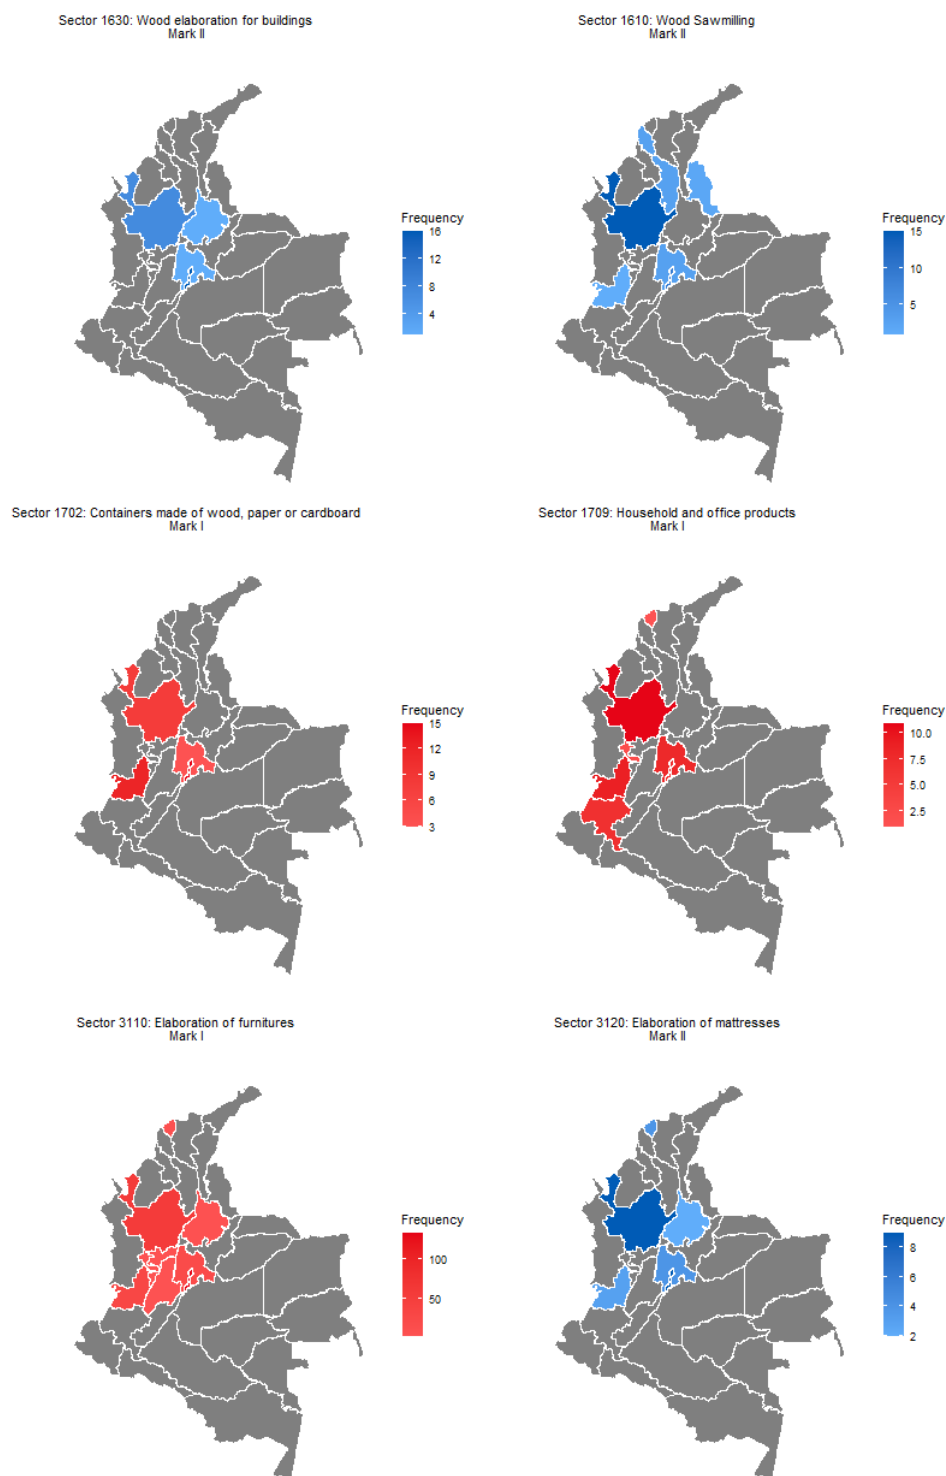 Sector 1630: Wood elaboration for buildings
Mark II
Frequency
16
12
8
4
Sector 1610: Wood Sawmilling
Mark II
Frequency
15
10
5
Sector 1702: Containers made of wood, paper or cardboard
Mark I
Frequency
15
12
9
6
3
Sector 1709: Household and office products
Mark I
Frequency
10.0
7.5
5.0
2.5
Sector 3110: Elaboration of furnitures
Mark I
Frequency
100
50
Sector 3120: Elaboration of mattresses
Mark II
Frequency
8
6
4
2